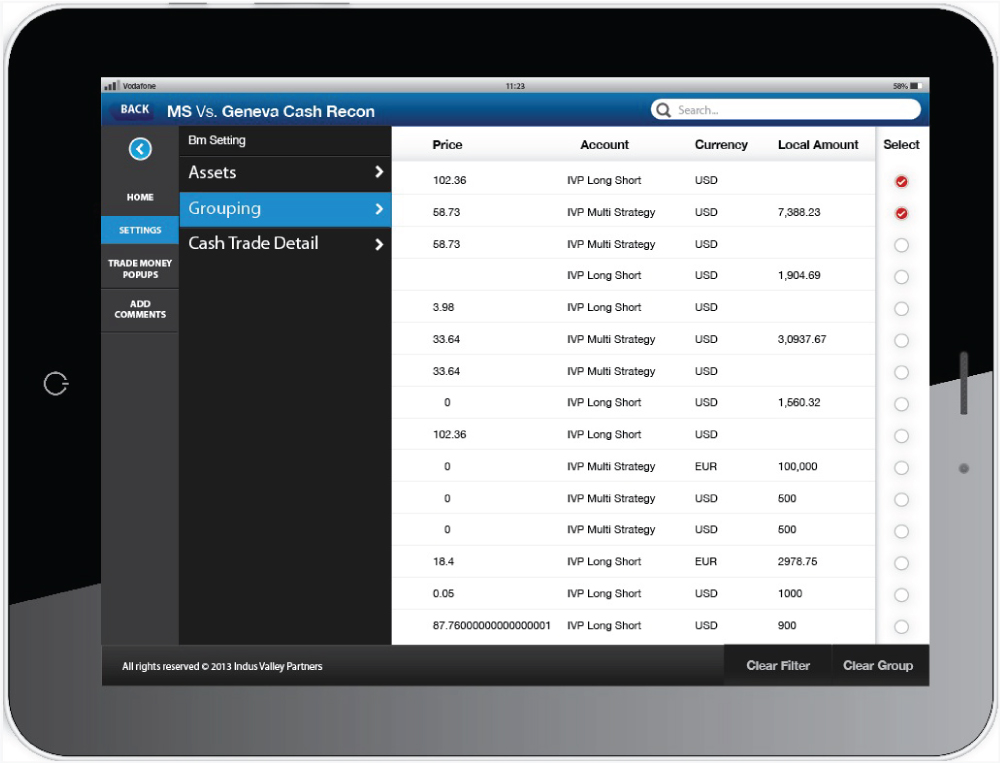 Vodafone 11:23 58%
BACK MS Vs. Geneva Cash Recon Search...
HOME
SETTINGS
TRADE MONEY
POPUPS
ADD
COMMENTS
Bm Setting
Assets
Grouping
Cash Trade Detail
Price Account Currency Local Amount Select
102.36 IVP Long Short USD
58.73 IVP Multi Strategy USD 7,388.23
58.73 IVP Multi Strategy USD
IVP Long Short USD 1,904.69
3.98 IVP Long Short USD
33.64 IVP Multi Strategy USD 3,0937.67
33.64 IVP Multi Strategy USD
0 IVP Long Short USD 1,560.32
102.36 IVP Long Short USD
0 IVP Multi Strategy EUR 100,000
0 IVP Multi Strategy USD 500
0 IVP Multi Strategy USD 500
18.4 IVP Long Short EUR 2978.75
0.05 IVP Long Short USD 1000
87.76000000000000001 IVP Long Short USD 900
All rights reserved © 2013 Indus Valley Partners Clear Filter Clear Group